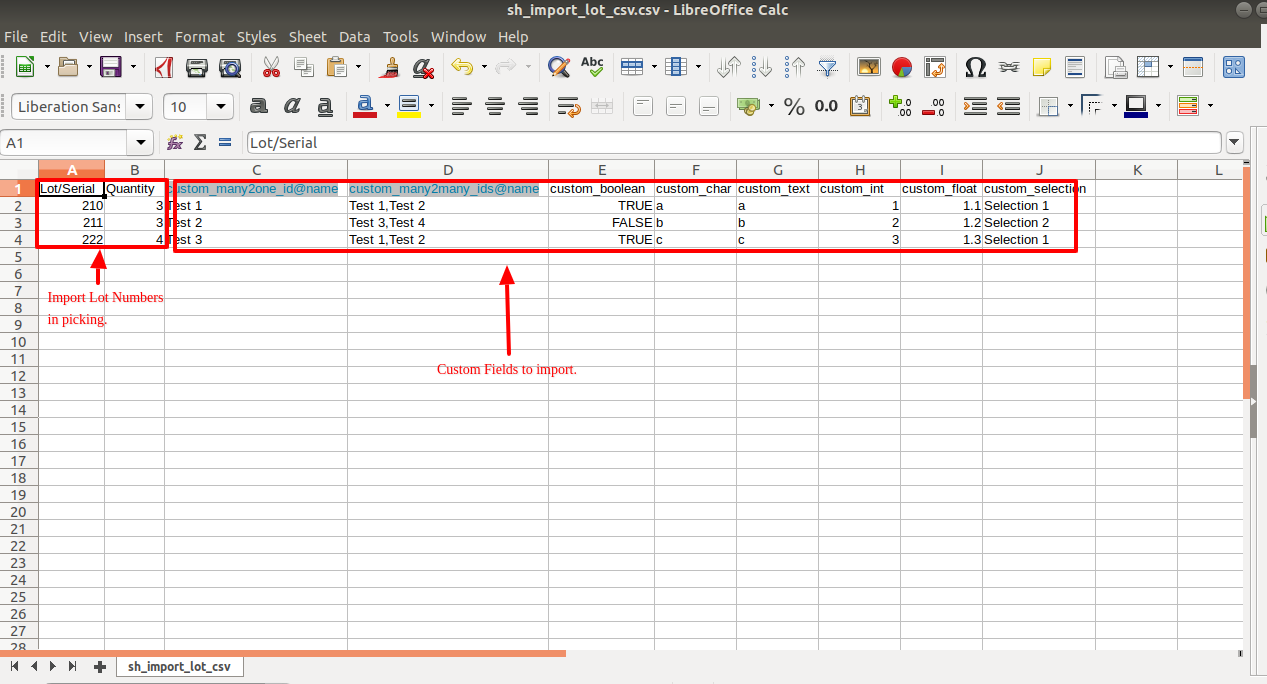 sh_import_lot_csv.csv - LibreOffice Calc
File Edit View Insert Format Styles Sheet Data Tools Window Help
Abc
Liberation Sans 10 a a a a % 0.0 .00 .00
A1 Lot/Serial
A B C D E F G H I J K L
1 Lot/Serial Quantity custom_many2one_id@name custom_many2many_ids@name custom_boolean custom_char custom_text custom_int custom_float custom_selection
2 210 3 Test 1 Test 1,Test 2 TRUE a a 1 1.1 Selection 1
3 211 3 Test 2 Test 3,Test 4 FALSE b b 2 1.2 Selection 2
4 222 4 Test 3 Test 1,Test 2 TRUE c c 3 1.3 Selection 1
5
6
7
Import Lot Numbers
8
in picking.
9
10
11
Custom Fields to import.
12
13
14
15
16
17
18
19
20
21
22
23
24
25
26
27
28
sh_import_lot_csv